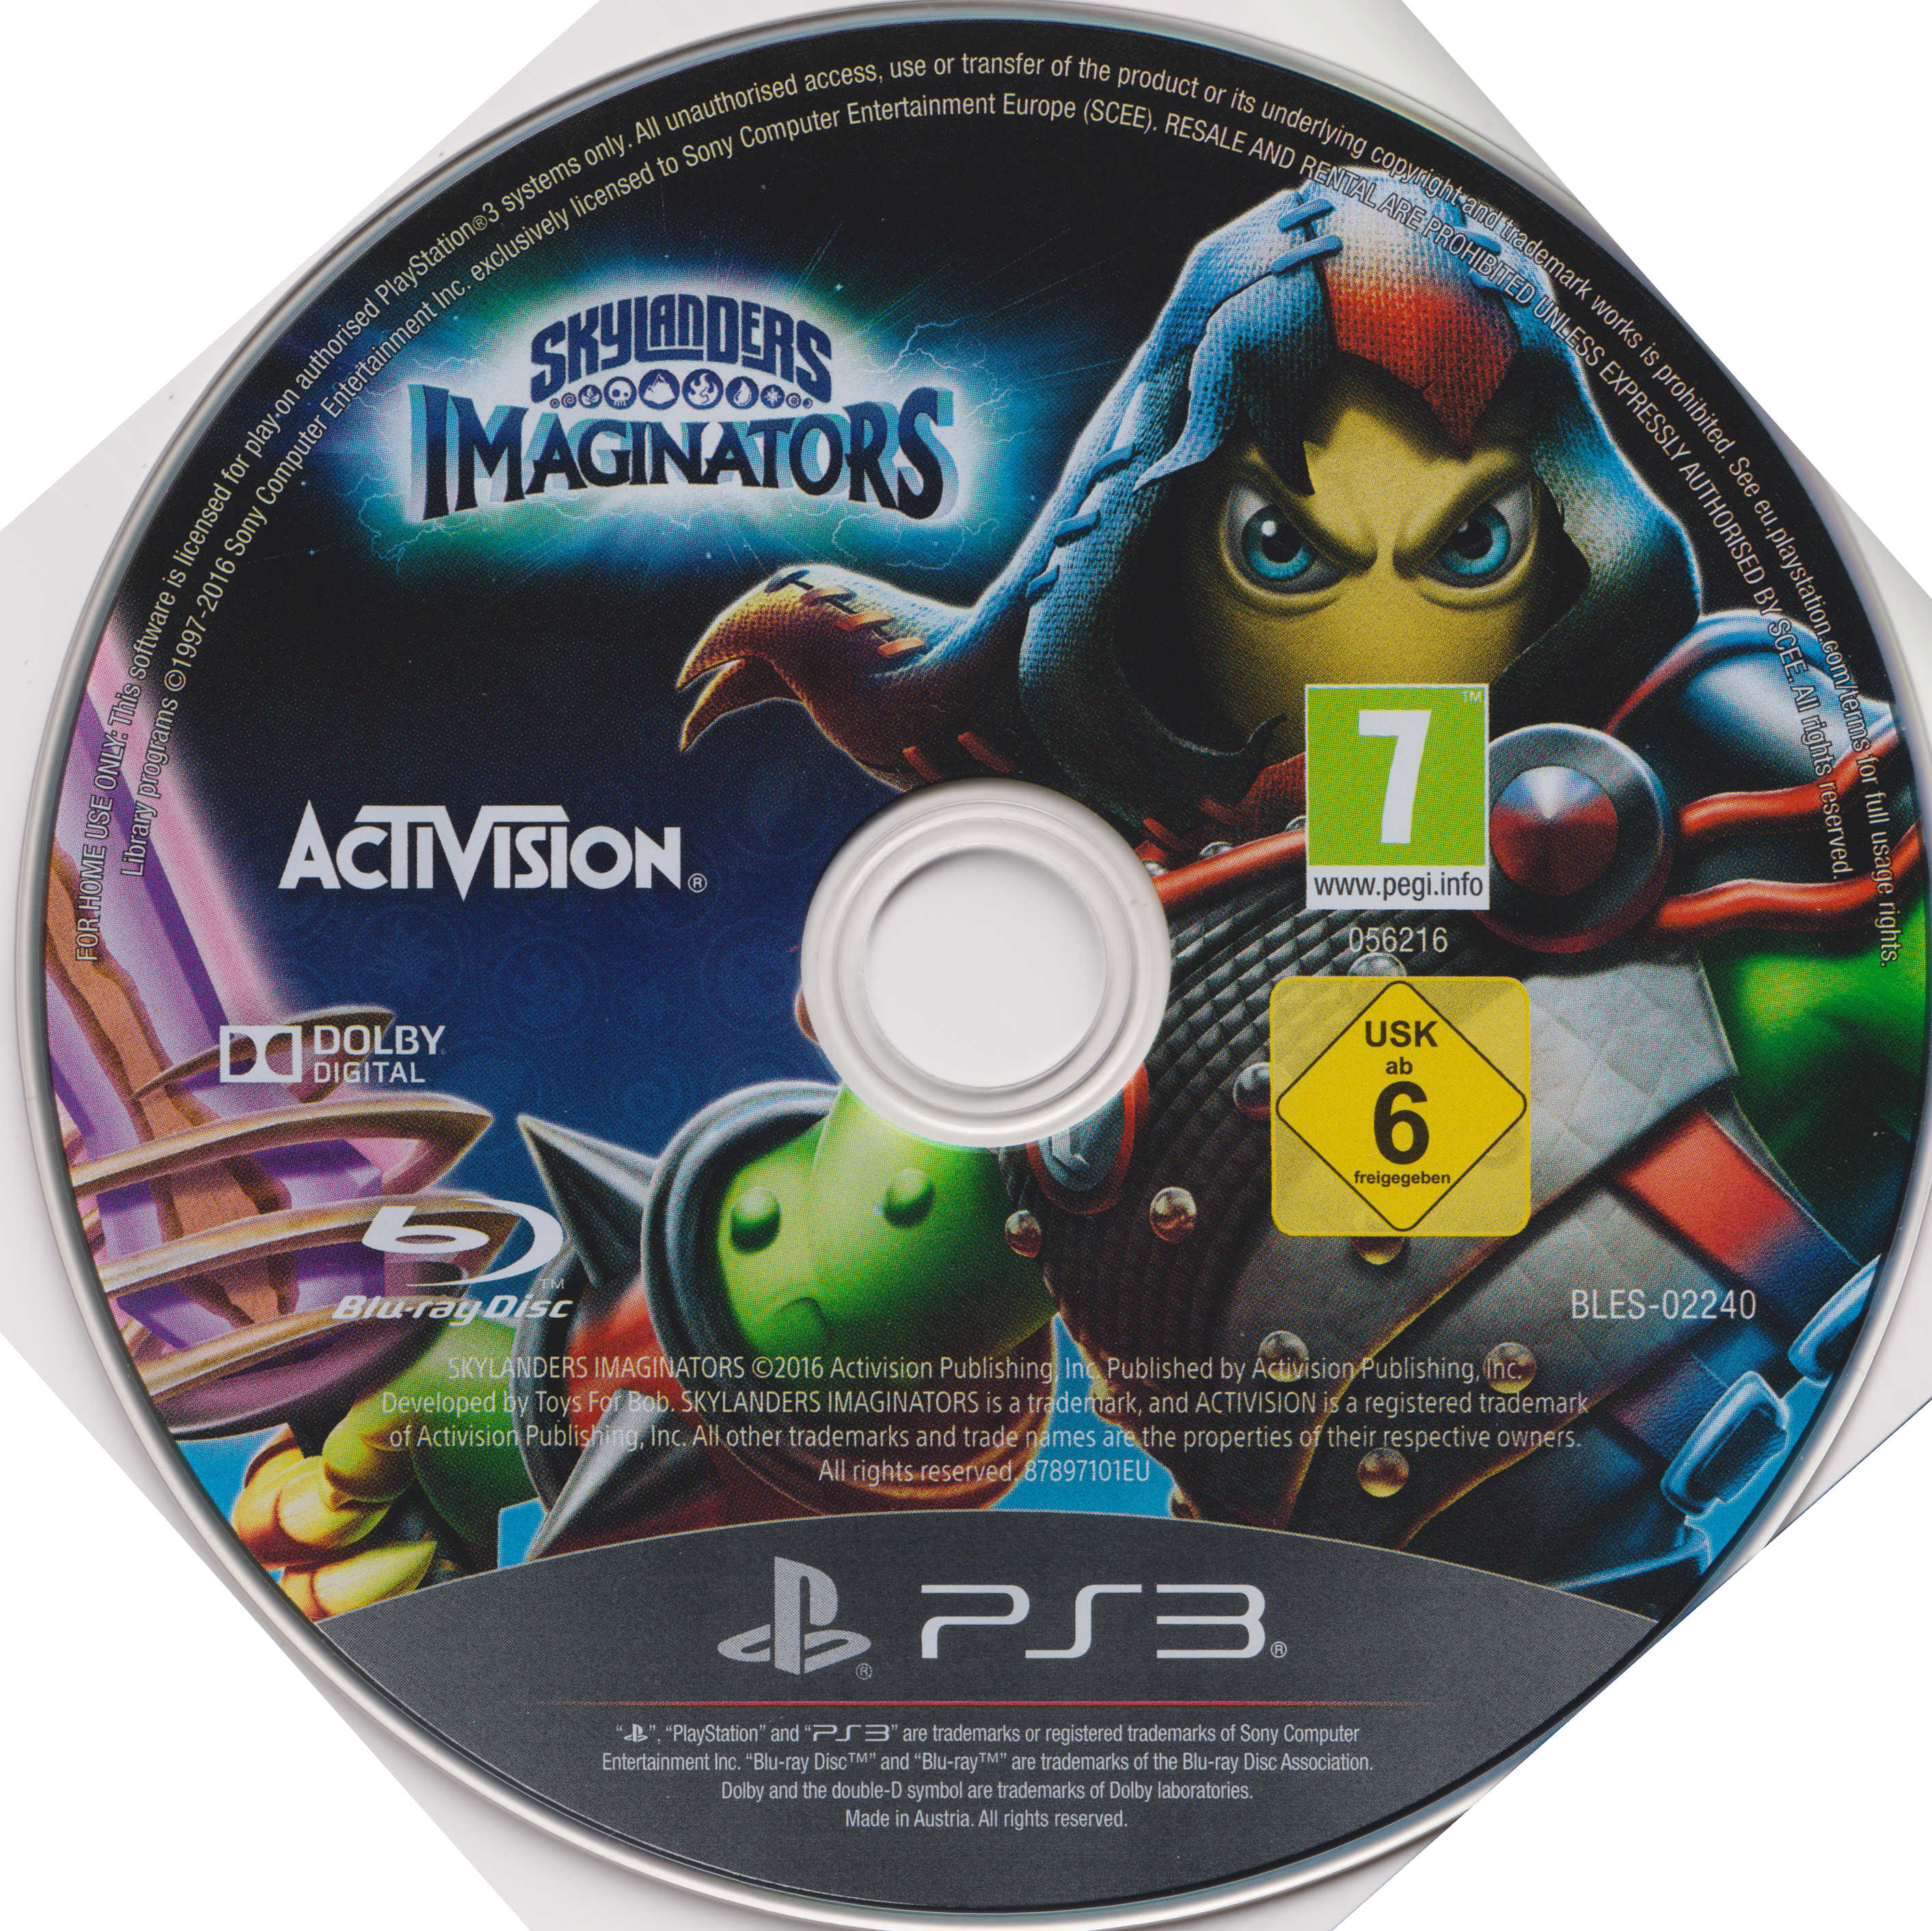 FOR HOME USE ONLY: This software is licensed for play on authorised PlayStation®3 systems only. All unauthorised access, use or transfer of the product or its underlying copyright and trademark works is prohibited. See eu.playstation.com/terms for full usage rights.
Library programs ©1997-2016 Sony Computer Entertainment Inc. exclusively licensed to Sony Computer Entertainment Europe (SCEE). RESALE AND RENTAL ARE PROHIBITED UNLESS EXPRESSLY AUTHORISED BY SCEE. All rights reserved.
SKYLANDERS
IMAGINATORS
7™
ACTIVISION®
www.pegi.info
056216
DOLBY
DIGITAL
USK
ab
6
freigegeben
™
Blu-ray Disc
BLES-02240
SKYLANDERS IMAGINATORS ©2016 Activision Publishing, Inc. Published by Activision Publishing, Inc.
Developed by Toys For Bob. SKYLANDERS IMAGINATORS is a trademark, and ACTIVISION is a registered trademark
of Activision Publishing, Inc. All other trademarks and trade names are the properties of their respective owners.
All rights reserved. 87897101EU
® PS3®
“PS”, “PlayStation” and “PS3” are trademarks or registered trademarks of Sony Computer
Entertainment Inc. “Blu-ray Disc™” and “Blu-ray™” are trademarks of the Blu-ray Disc Association.
Dolby and the double-D symbol are trademarks of Dolby laboratories.
Made in Austria. All rights reserved.